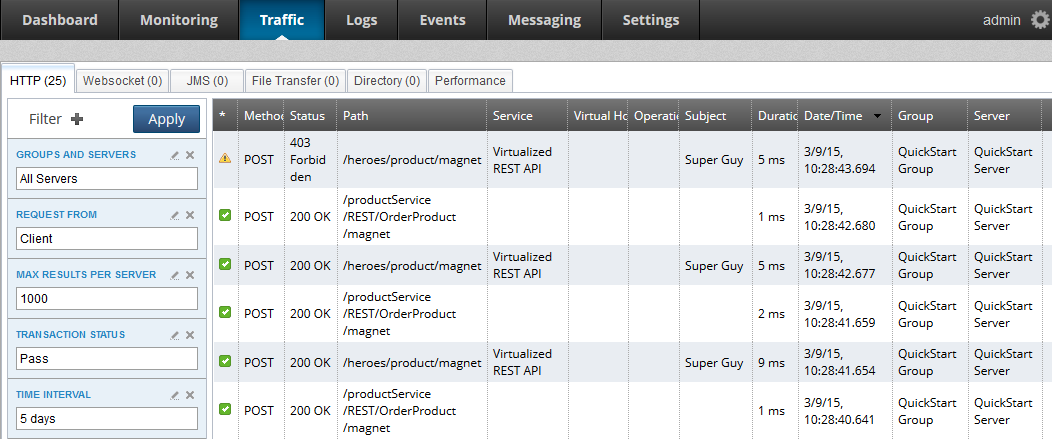 Dashboard Monitoring Traffic Logs Events Messaging Settings admin
HTTP (25) Websocket (0) JMS (0) File Transfer (0) Directory (0) Performance
Filter Apply
GROUPS AND SERVERS
All Servers
REQUEST FROM
Client
MAX RESULTS PER SERVER
1000
TRANSACTION STATUS
Pass
TIME INTERVAL
5 days
* Method Status Path Service Virtual Ho Operatio Subject Duratio Date/Time Group Server
POST 403 Forbid den /heroes/product/magnet Virtualized REST API Super Guy 5 ms 3/9/15, 10:28:43.694 QuickStart Group QuickStart Server
POST 200 OK /productService /REST/OrderProduct /magnet 1 ms 3/9/15, 10:28:42.680 QuickStart Group QuickStart Server
POST 200 OK /heroes/product/magnet Virtualized REST API Super Guy 5 ms 3/9/15, 10:28:42.677 QuickStart Group QuickStart Server
POST 200 OK /productService /REST/OrderProduct /magnet 2 ms 3/9/15, 10:28:41.659 QuickStart Group QuickStart Server
POST 200 OK /heroes/product/magnet Virtualized REST API Super Guy 9 ms 3/9/15, 10:28:41.654 QuickStart Group QuickStart Server
POST 200 OK /productService /REST/OrderProduct /magnet 1 ms 3/9/15, 10:28:40.641 QuickStart Group QuickStart Server